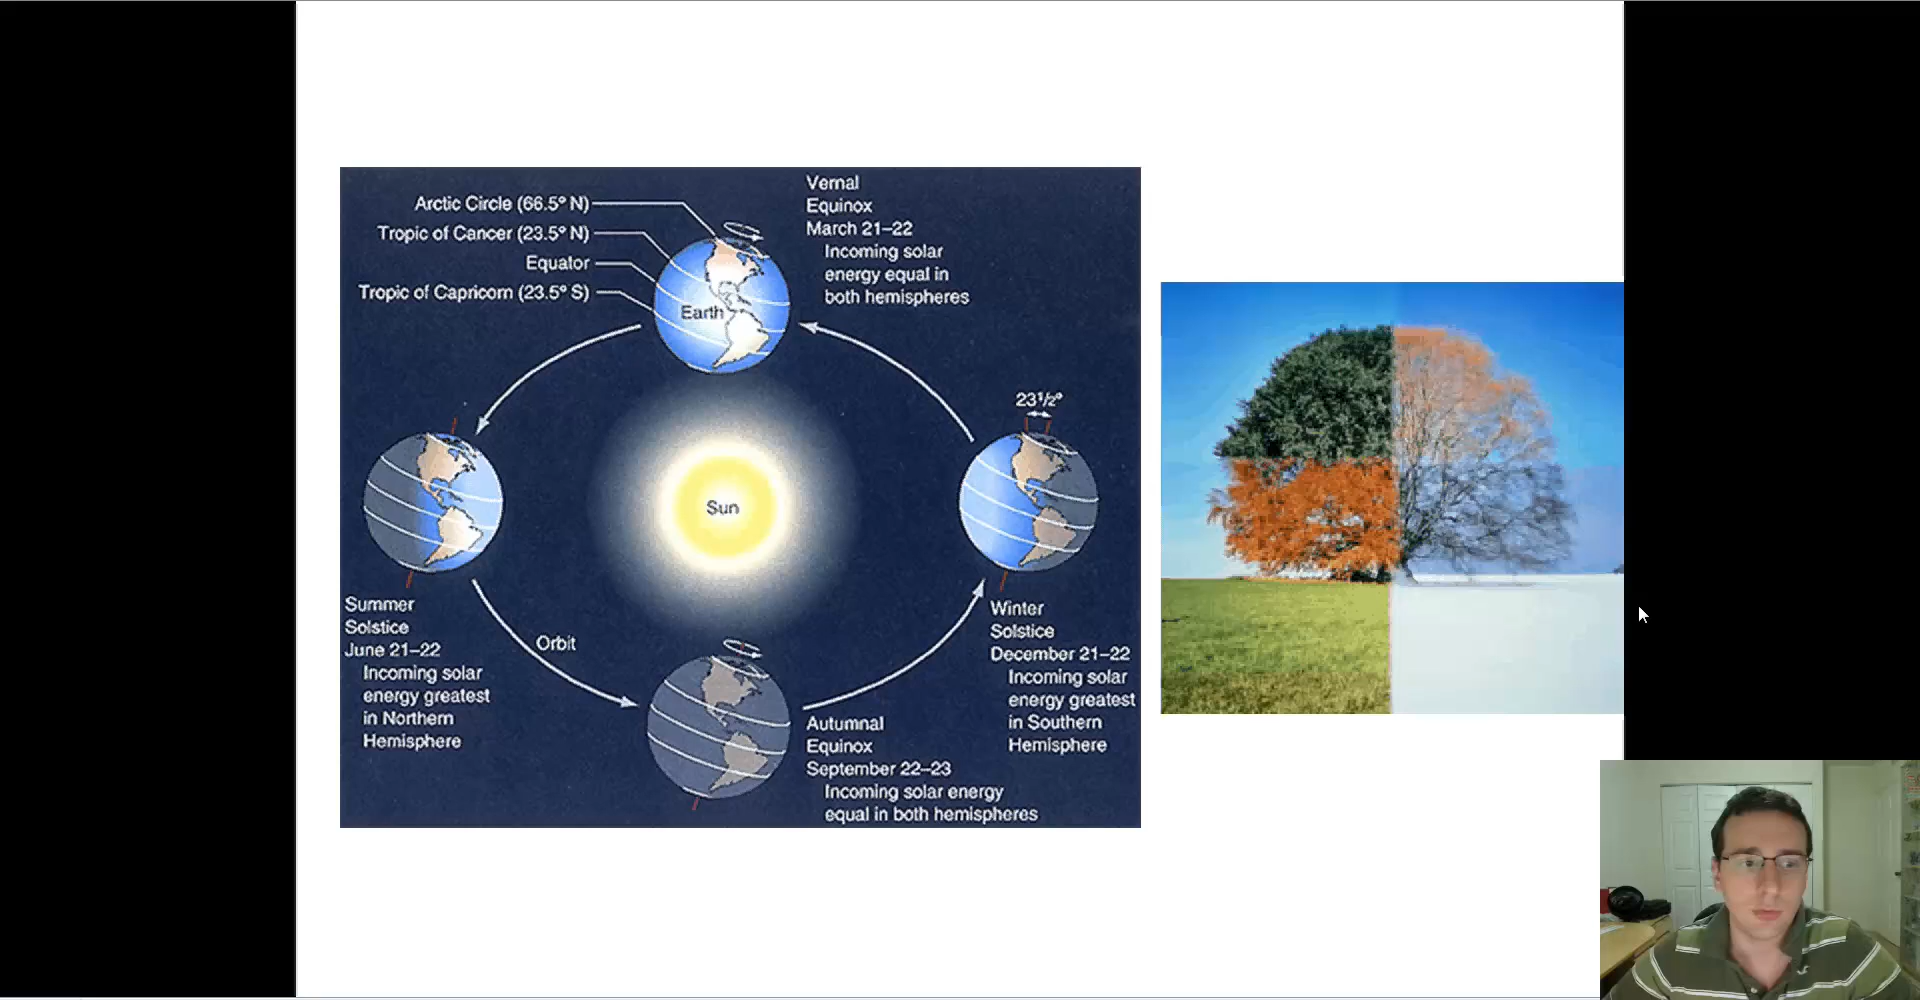 Arctic Circle (66.5° N)
Tropic of Cancer (23.5° N)
Equator
Tropic of Capricorn (23.5° S)
Earth
Vernal
Equinox
March 21–22
Incoming solar
energy equal in
both hemispheres
23½°
Sun
Summer
Solstice
June 21–22
Incoming solar
energy greatest
in Northern
Hemisphere
Orbit
Winter
Solstice
December 21–22
Incoming solar
energy greatest
in Southern
Hemisphere
Autumnal
Equinox
September 22–23
Incoming solar energy
equal in both hemispheres